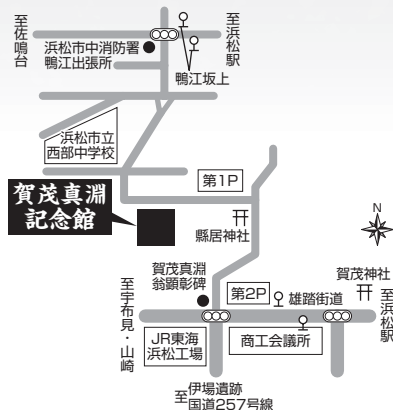 至佐鳴台
浜松市中消防署
鴨江出張所
至浜松駅
鴨江坂上
浜松市立
西部中学校
第1P
賀茂真淵
記念館
縣居神社
N
賀茂真淵
翁顕彰碑
第2P
雄踏街道
賀茂神社
至浜松駅
至宇布見・山崎
JR東海
浜松工場
商工会議所
至伊場遺跡
国道257号線